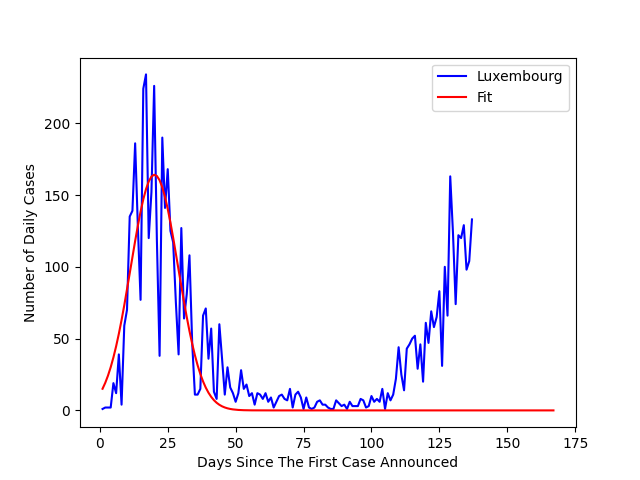 Luxembourg
Fit
Number of Daily Cases
200
150
100
50
0
0 25 50 75 100 125 150 175
Days Since The First Case Announced